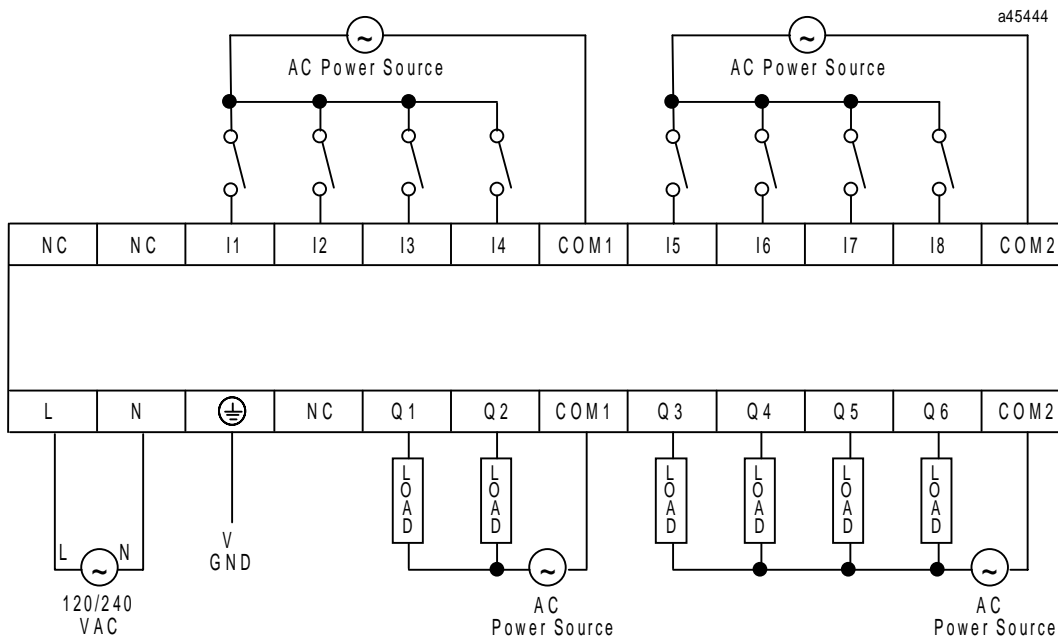 a45444
~ ~
AC Power Source AC Power Source
NC NC I1 I2 I3 I4 COM1 I5 I6 I7 I8 COM2
L N NC Q1 Q2 COM1 Q3 Q4 Q5 Q6 COM2
LOAD LOAD LOAD LOAD LOAD LOAD
L N
V
GND
~ ~ ~
120/240
VAC
AC
Power Source
AC
Power Source